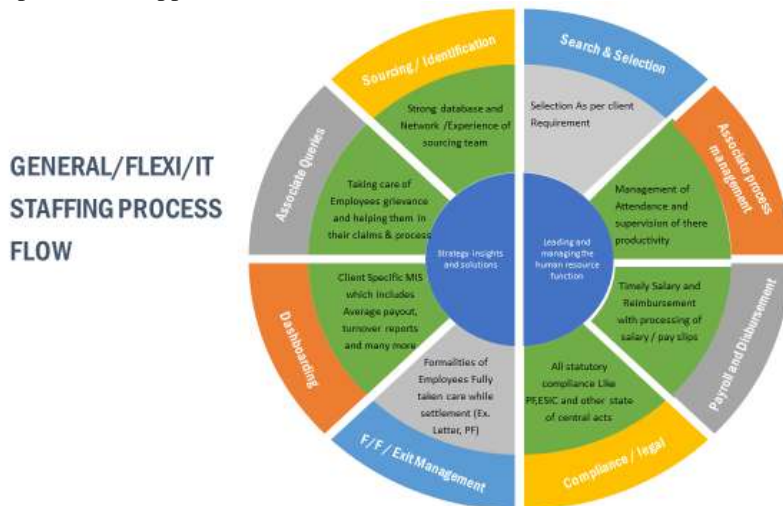 GENERAL/FLEXI/IT
STAFFING PROCESS
FLOW
Sourcing / Identification
Strong database and
Network /Experience of
sourcing team
Search & Selection
Selection As per client
Requirement
Associate process
management
Management of
Attendance and
supervision of there
productivity
Payroll and Disbursement
Timely Salary and
Reimbursement
with processing of
salary / pay slips
Compliance / legal
All statutory
compliance Like
PF,ESIC and other state
of central acts
F/F / Exit Management
Formalities of
Employees Fully
taken care while
settlement (Ex.
Letter, PF)
Dashboarding
Client Specific MIS
which includes
Average payout,
turnover reports
and many more
Associate Queries
Taking care of
Employees grievance
and helping them in
their claims & process
Strategy insights
and solutions
Leading and
managing the
human resource
function